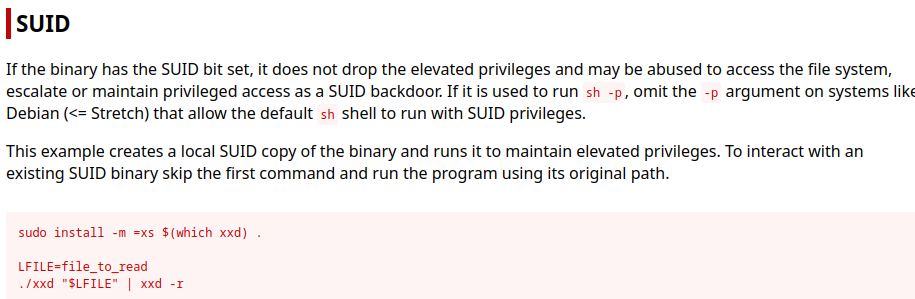 SUID
If the binary has the SUID bit set, it does not drop the elevated privileges and may be abused to access the file system,
escalate or maintain privileged access as a SUID backdoor. If it is used to run sh -p, omit the -p argument on systems like
Debian (<= Stretch) that allow the default sh shell to run with SUID privileges.
This example creates a local SUID copy of the binary and runs it to maintain elevated privileges. To interact with an
existing SUID binary skip the first command and run the program using its original path.
sudo install -m =xs $(which xxd) .
LFILE=file_to_read
./xxd "$LFILE" | xxd -r